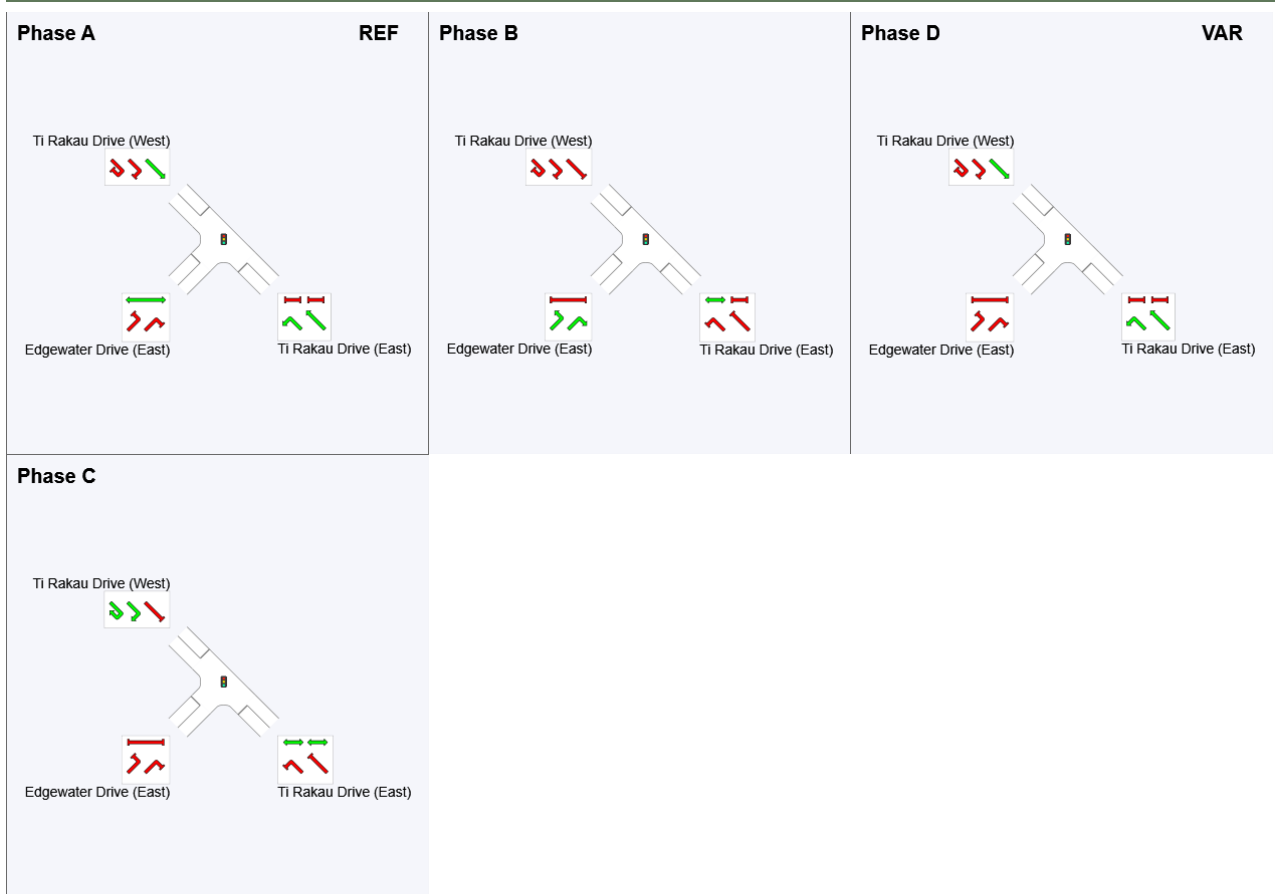 Phase A
REF
Ti Rakau Drive (West)
Edgewater Drive (East)
Ti Rakau Drive (East)
Phase B
Ti Rakau Drive (West)
Edgewater Drive (East)
Ti Rakau Drive (East)
Phase D
VAR
Ti Rakau Drive (West)
Edgewater Drive (East)
Ti Rakau Drive (East)
Phase C
Ti Rakau Drive (West)
Edgewater Drive (East)
Ti Rakau Drive (East)